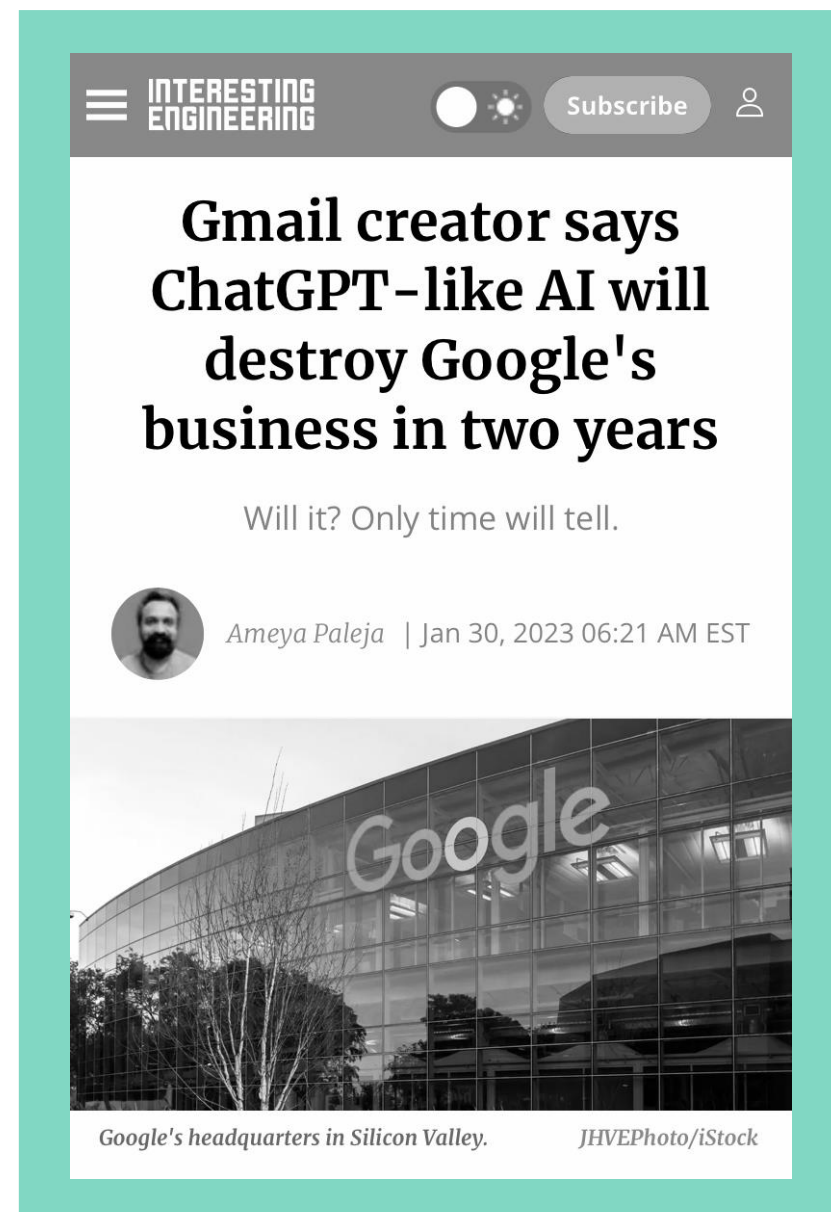 INTERESTING
ENGINEERING
Subscribe
Gmail creator says
ChatGPT-like AI will
destroy Google's
business in two years
Will it? Only time will tell.
Ameya Paleja | Jan 30, 2023 06:21 AM EST
Google
Google's headquarters in Silicon Valley. JHVEPhoto/iStock